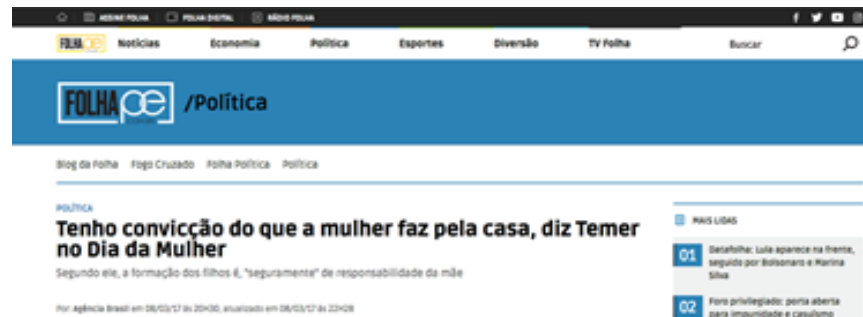 ASSINE FOLHA FOLHA DIGITAL RÁDIO FOLHA
FOLHA PE Notícias Economia Política Esportes Diversão TV Folha Buscar
FOLHA PE /Política
Blog da Folha Fogo Cruzado Folha Política Política
POLÍTICA
Tenho convicção do que a mulher faz pela casa, diz Temer
no Dia da Mulher
Segundo ele, a formação dos filhos é, "seguramente" de responsabilidade da mãe
Por: Agência Brasil em 08/03/17 às 20H30, atualizado em 08/03/17 às 22H28
MAIS LIDAS
01 Datafolha: Lula aparece na frente,
seguido por Bolsonaro e Marina
Silva
02 Foro privilegiado: porta aberta
para impunidade e casuísmo